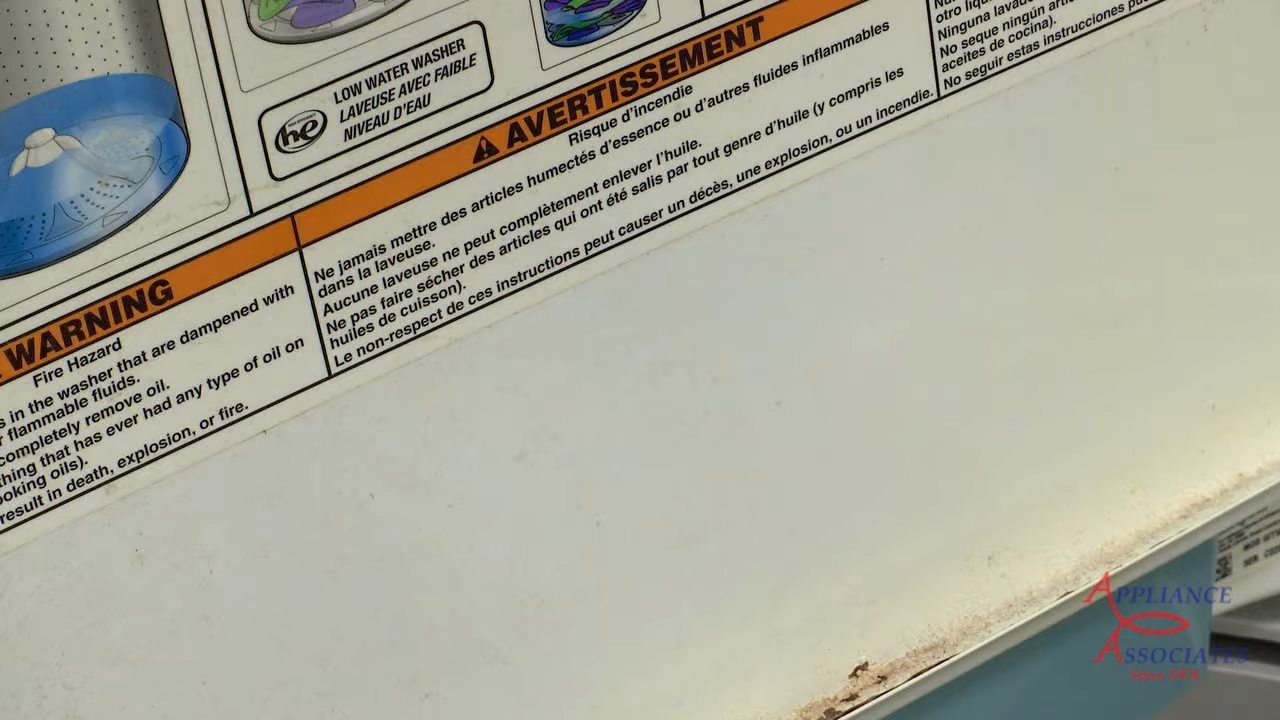 LOW WATER WASHER
LAVEUSE AVEC FAIBLE
NIVEAU D'EAU
he
WARNING
Fire Hazard
in the washer that are dampened with
flammable fluids.
completely remove oil.
thing that has ever had any type of oil on
oking oils).
result in death, explosion, or fire.
AVERTISSEMENT
Risque d'incendie
Ne jamais mettre des articles humectés d'essence ou d'autres fluides inflammables
dans la laveuse.
Aucune laveuse ne peut complètement enlever l'huile.
Ne pas faire sécher des articles qui ont été salis par tout genre d'huile (y compris les
huiles de cuisson).
Le non-respect de ces instructions peut causer un décès, une explosion, ou un incendie.
otro
Ninguna
No seque ningún
aceites de cocina).
No seguir estas instrucciones
APPLIANCE
ASSOCIATES
Since 1974